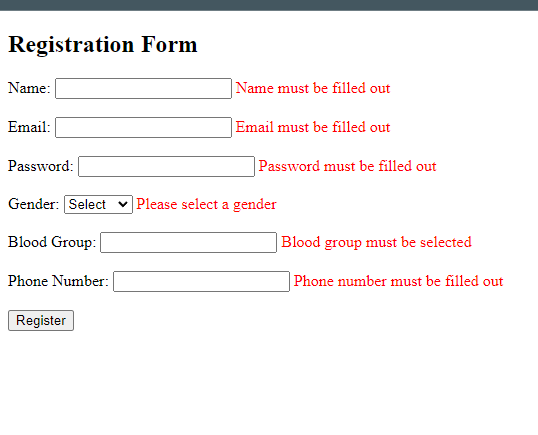 Registration Form
Name: Name must be filled out
Email: Email must be filled out
Password: Password must be filled out
Gender: Select Please select a gender
Blood Group: Blood group must be selected
Phone Number: Phone number must be filled out
Register